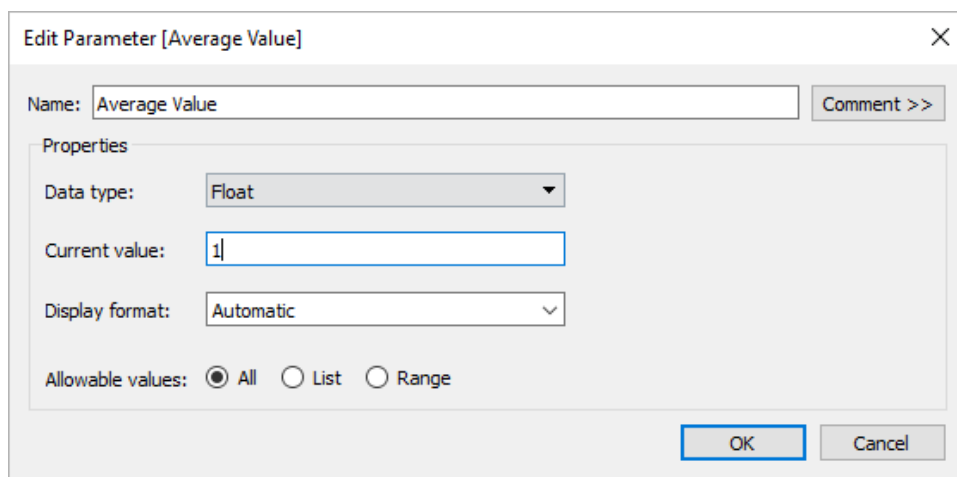 Edit Parameter [Average Value]
Name: Average Value Comment >>
Properties
Data type: Float
Current value: 1
Display format: Automatic
Allowable values: All List Range
OK Cancel